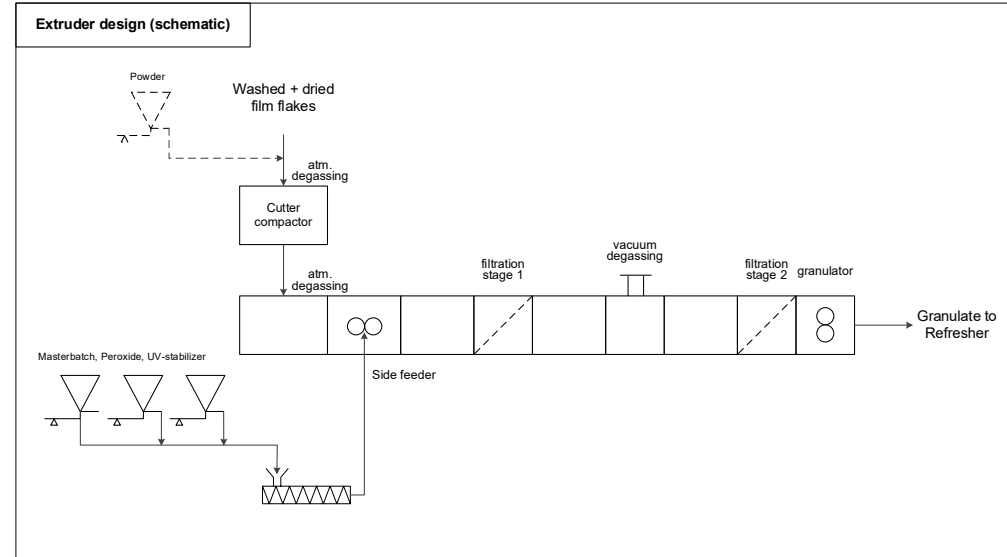 Extruder design (schematic)
Powder
Washed + dried
film flakes
atm.
degassing
Cutter
compactor
atm.
degassing
filtration
stage 1
vacuum
degassing
filtration
stage 2
granulator
Granulate to
Refresher
Masterbatch, Peroxide, UV-stabilizer
Side feeder